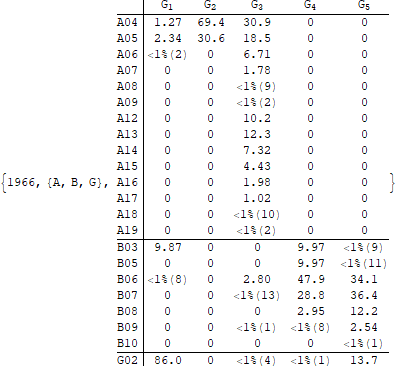 G1 G2 G3 G4 G5
A04 1.27 69.4 30.9 0 0
A05 2.34 30.6 18.5 0 0
A06 <1%(2) 0 6.71 0 0
A07 0 0 1.78 0 0
A08 0 0 <1%(9) 0 0
A09 0 0 <1%(2) 0 0
A12 0 0 10.2 0 0
A13 0 0 12.3 0 0
A14 0 0 7.32 0 0
A15 0 0 4.43 0 0
{1966, {A, B, G}, A16 0 0 1.98 0 0 }
A17 0 0 1.02 0 0
A18 0 0 <1%(10) 0 0
A19 0 0 <1%(2) 0 0
B03 9.87 0 0 9.97 <1%(9)
B05 0 0 0 9.97 <1%(11)
B06 <1%(8) 0 2.80 47.9 34.1
B07 0 0 <1%(13) 28.8 36.4
B08 0 0 0 2.95 12.2
B09 0 0 <1%(1) <1%(8) 2.54
B10 0 0 0 0 <1%(1)
G02 86.0 0 <1%(4) <1%(1) 13.7